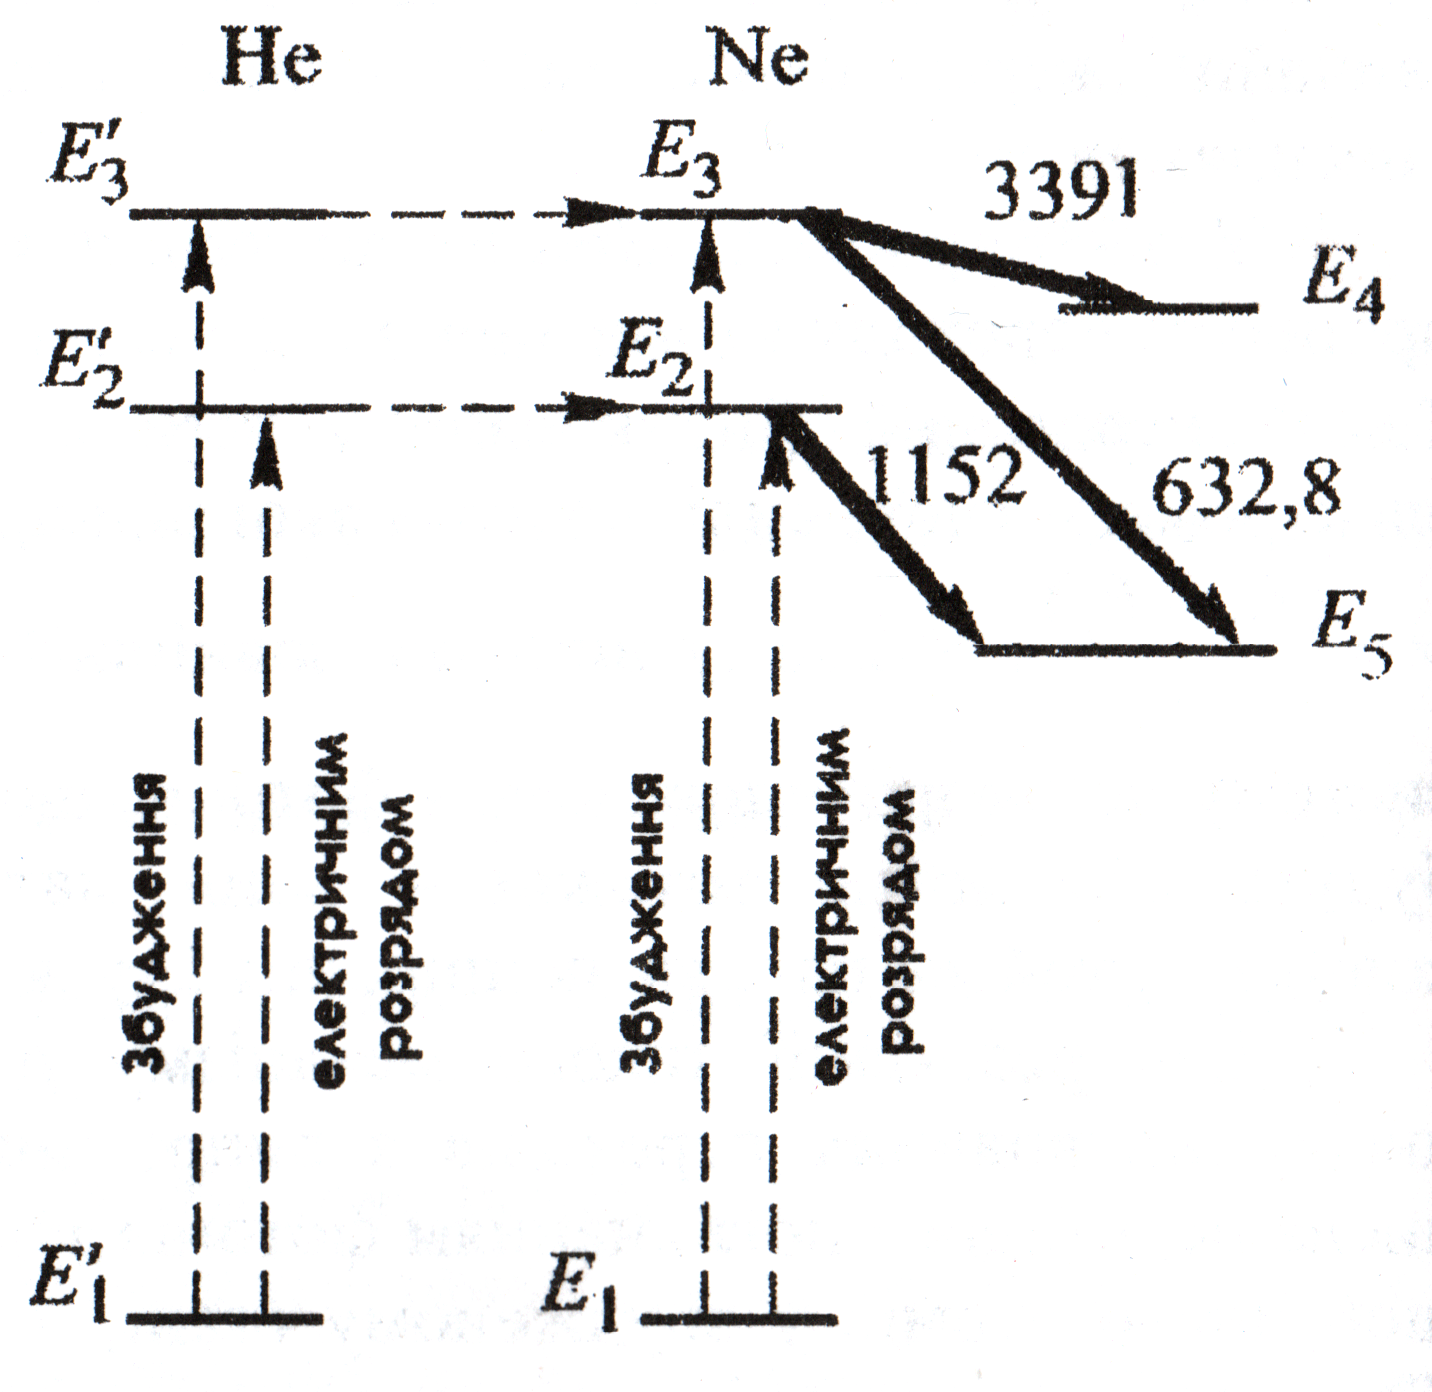 He
Ne
E'₃
E₃
3391
E₄
E'₂
E₂
1152
632,8
E₅
збудження
електричним
розрядом
збудження
електричним
розрядом
E'₁
E₁